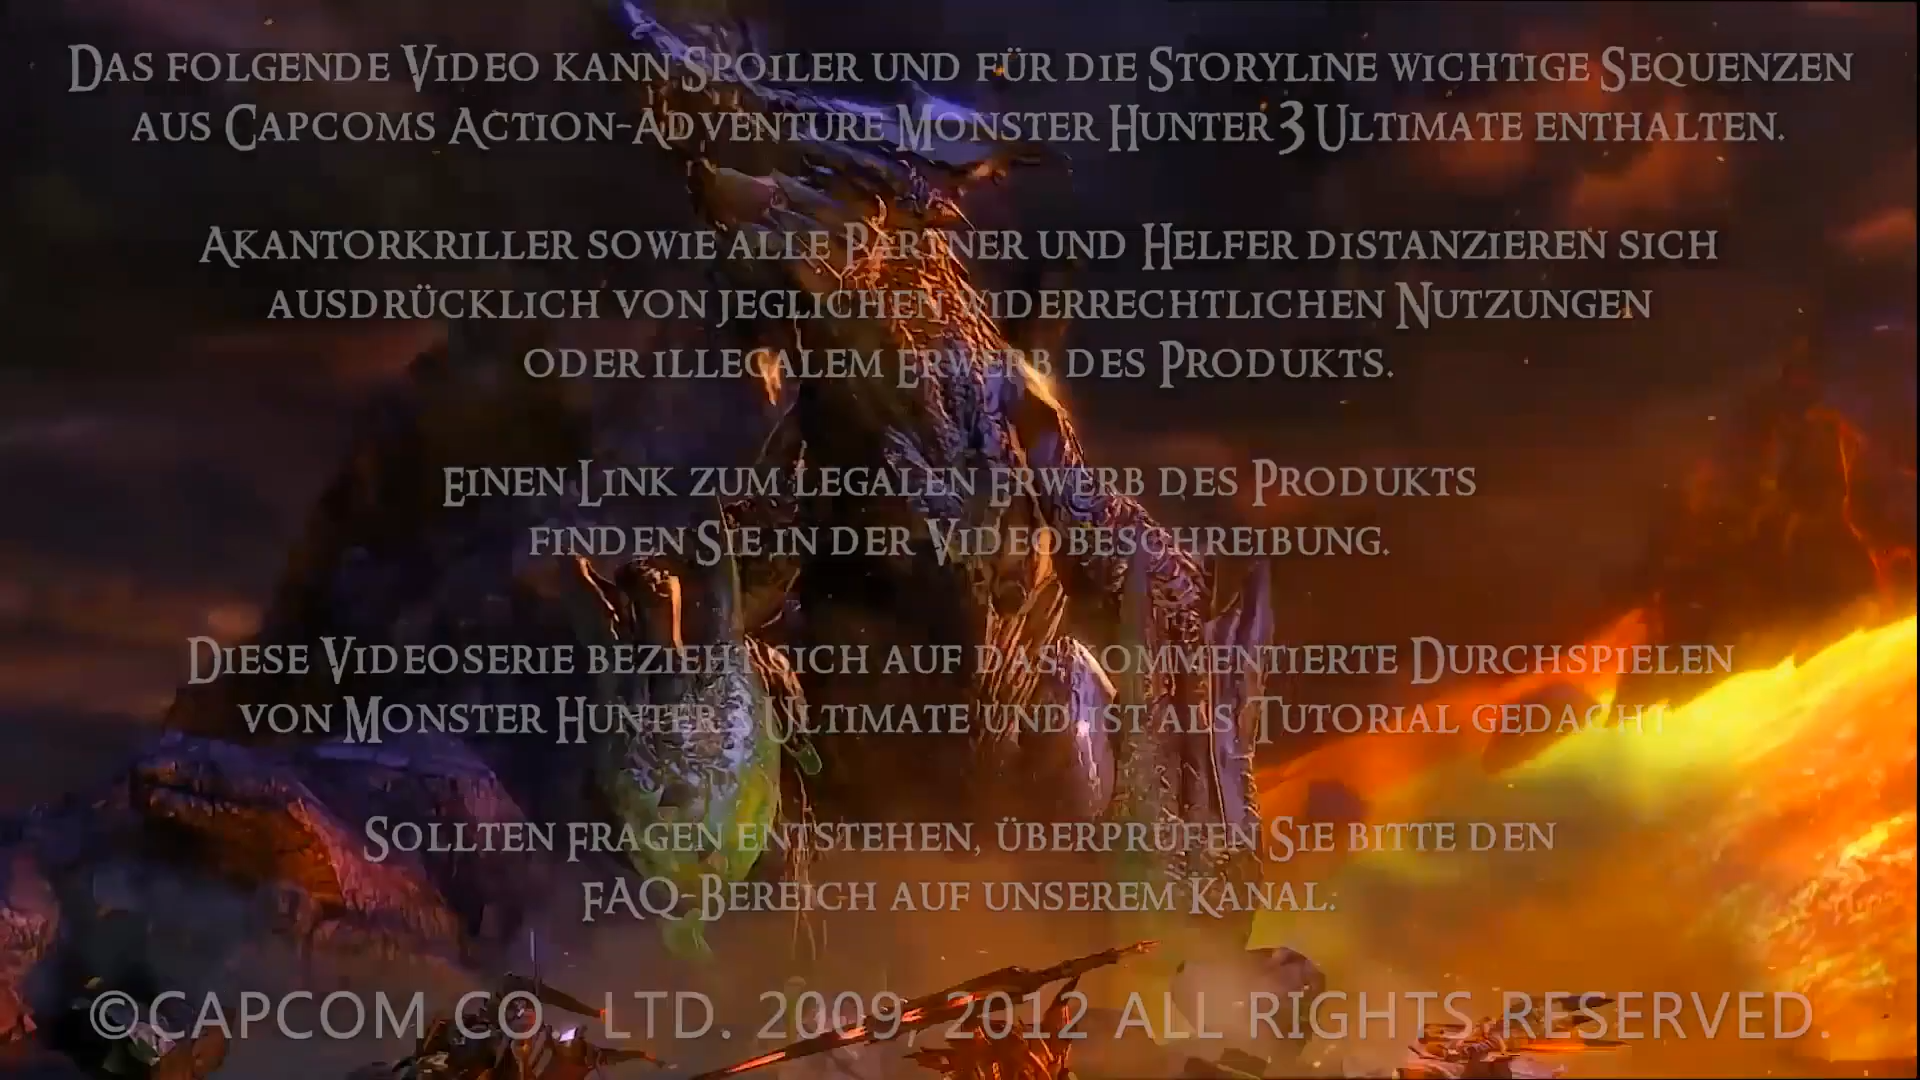 Das folgende Video kann Spoiler und für die Storyline wichtige Sequenzen
aus Capcoms Action-Adventure Monster Hunter 3 Ultimate enthalten.
Akantorkriller sowie alle Partner und Helfer distanzieren sich
ausdrücklich von jeglichen widerrechtlichen Nutzungen
oder illegalem Erwerb des Produkts.
Einen Link zum legalen Erwerb des Produkts
finden Sie in der Videobeschreibung.
Diese Videoserie bezieht sich auf das kommentierte Durchspielen
von Monster Hunter 3 Ultimate und ist als Tutorial gedacht.
Sollten Fragen entstehen, überprüfen Sie bitte den
FAQ-Bereich auf unserem Kanal.
©CAPCOM CO., LTD. 2009, 2012 ALL RIGHTS RESERVED.